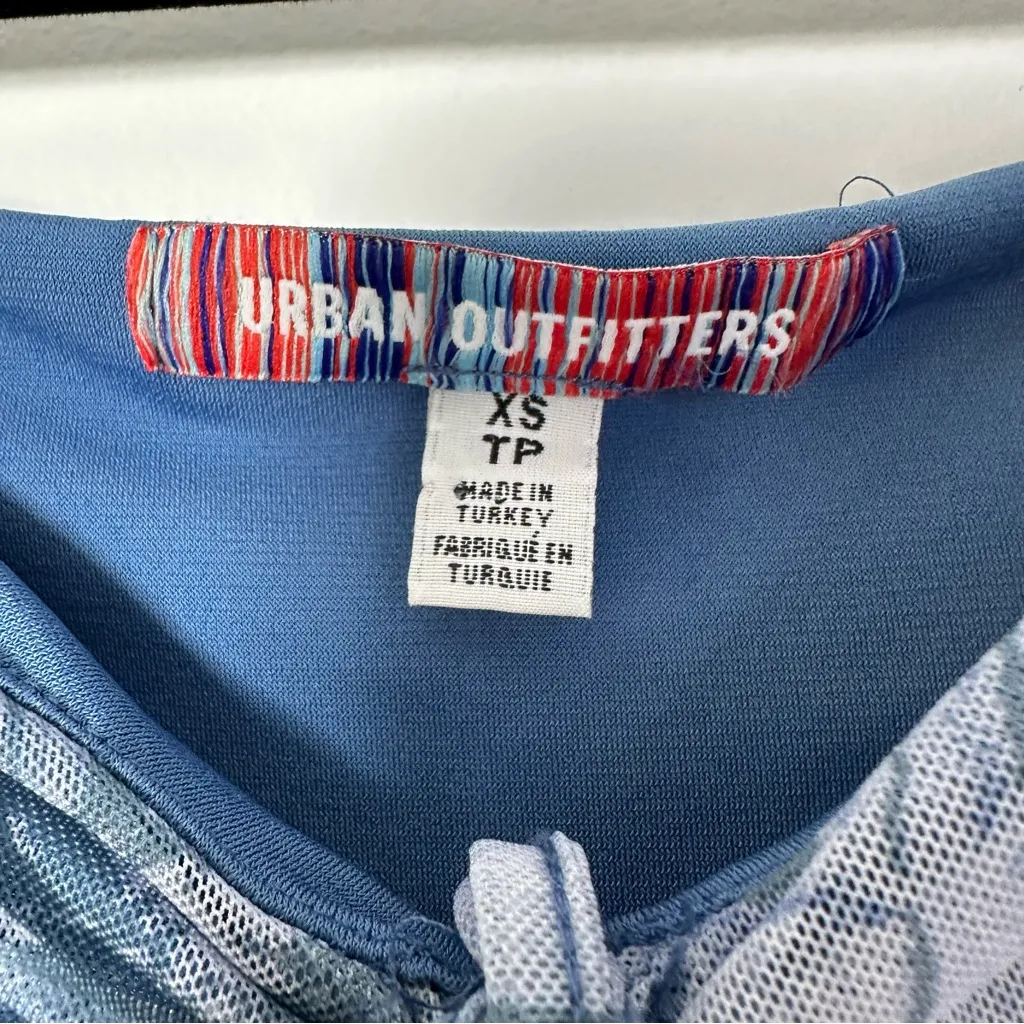 URBAN OUTFITTERS
XS
TP
MADE IN
TURKEY
FABRIQUÉ EN
TURQUIE